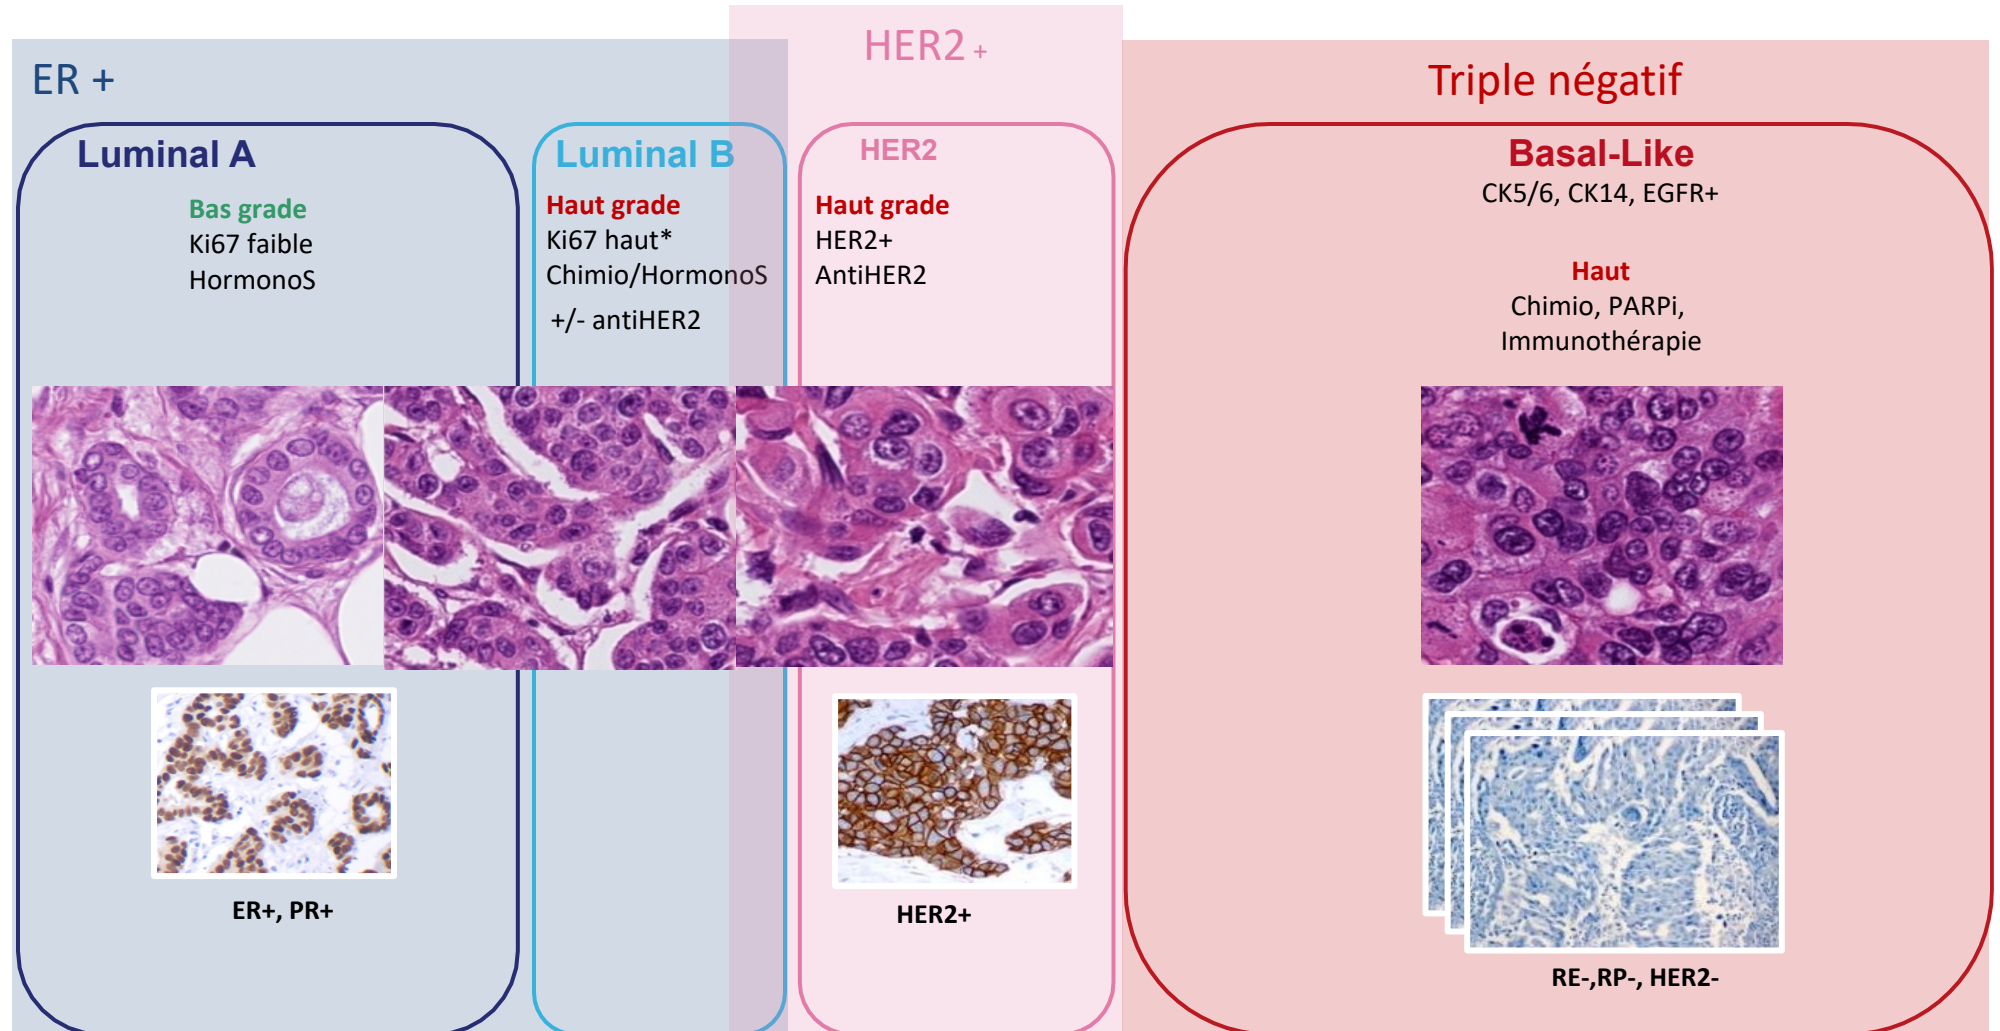 ER +
HER2 +
Triple négatif
Luminal A
Bas grade
Ki67 faible
HormonoS
Luminal B
Haut grade
Ki67 haut*
Chimio/HormonoS
+/- antiHER2
HER2
Haut grade
HER2+
AntiHER2
Basal-Like
CK5/6, CK14, EGFR+
Haut
Chimio, PARPi,
Immunothérapie
ER+, PR+
HER2+
RE-,RP-, HER2-